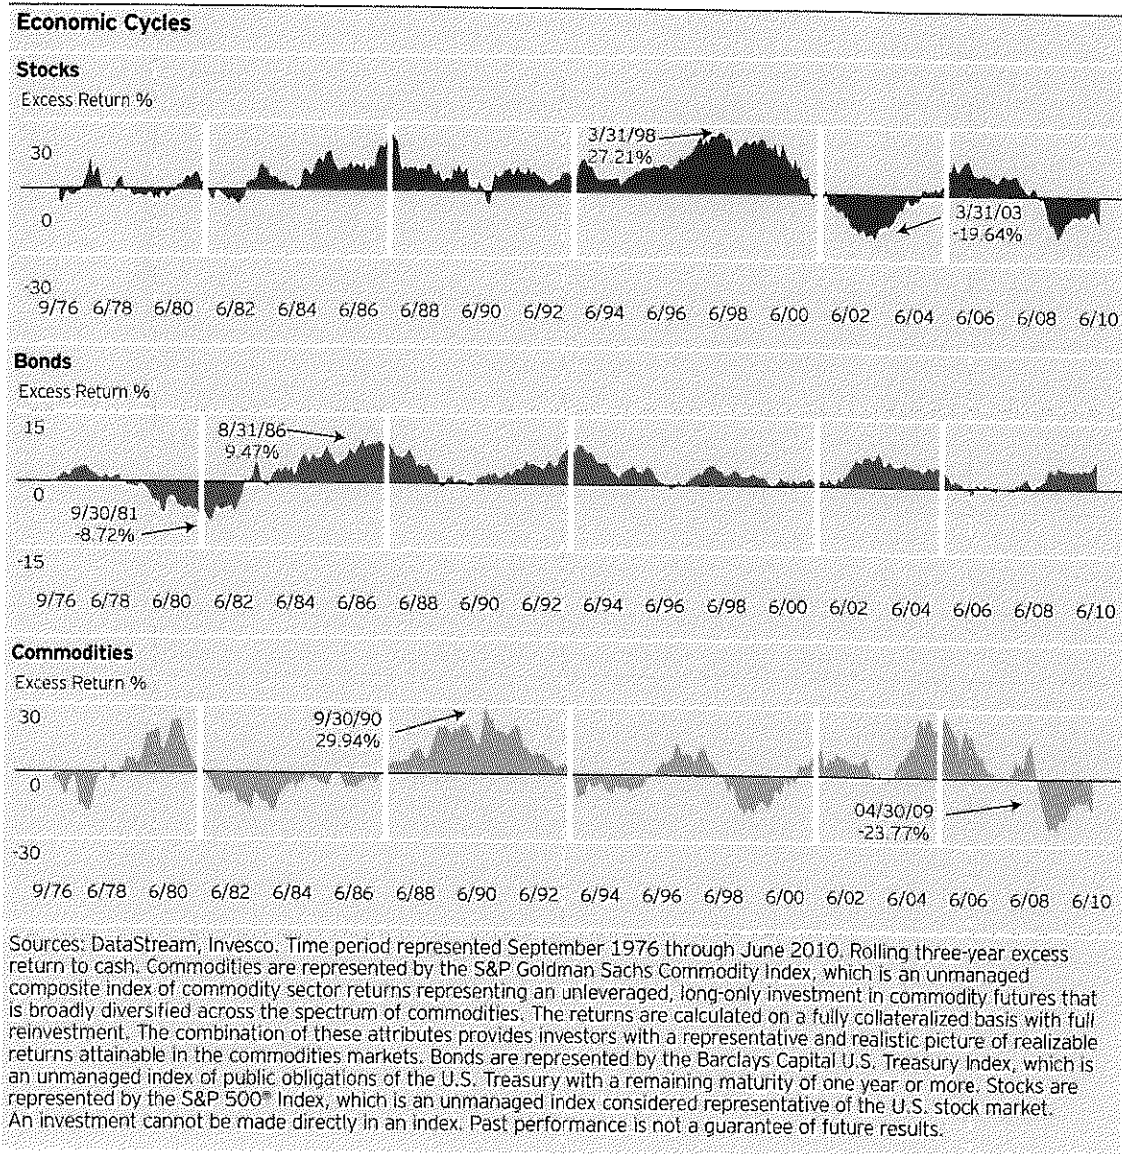 Economic Cycles
Stocks
Excess Return %
30
0
-30
3/31/98
27.21%
3/31/03
-19.64%
9/76 6/78 6/80 6/82 6/84 6/86 6/88 6/90 6/92 6/94 6/96 6/98 6/00 6/02 6/04 6/06 6/08 6/10
Bonds
Excess Return %
15
0
-15
8/31/86
9.47%
9/30/81
-8.72%
9/76 6/78 6/80 6/82 6/84 6/86 6/88 6/90 6/92 6/94 6/96 6/98 6/00 6/02 6/04 6/06 6/08 6/10
Commodities
Excess Return %
30
0
-30
9/30/90
29.94%
04/30/09
-23.77%
9/76 6/78 6/80 6/82 6/84 6/86 6/88 6/90 6/92 6/94 6/96 6/98 6/00 6/02 6/04 6/06 6/08 6/10
Sources: DataStream, Invesco. Time period represented September 1976 through June 2010. Rolling three-year excess
return to cash. Commodities are represented by the S&P Goldman Sachs Commodity Index, which is an unmanaged
composite index of commodity sector returns representing an unleveraged, long-only investment in commodity futures that
is broadly diversified across the spectrum of commodities. The returns are calculated on a fully collateralized basis with full
reinvestment. The combination of these attributes provides investors with a representative and realistic picture of realizable
returns attainable in the commodities markets. Bonds are represented by the Barclays Capital U.S. Treasury Index, which is
an unmanaged index of public obligations of the U.S. Treasury with a remaining maturity of one year or more. Stocks are
represented by the S&P 500® Index, which is an unmanaged index considered representative of the U.S. stock market.
An investment cannot be made directly in an index. Past performance is not a guarantee of future results.